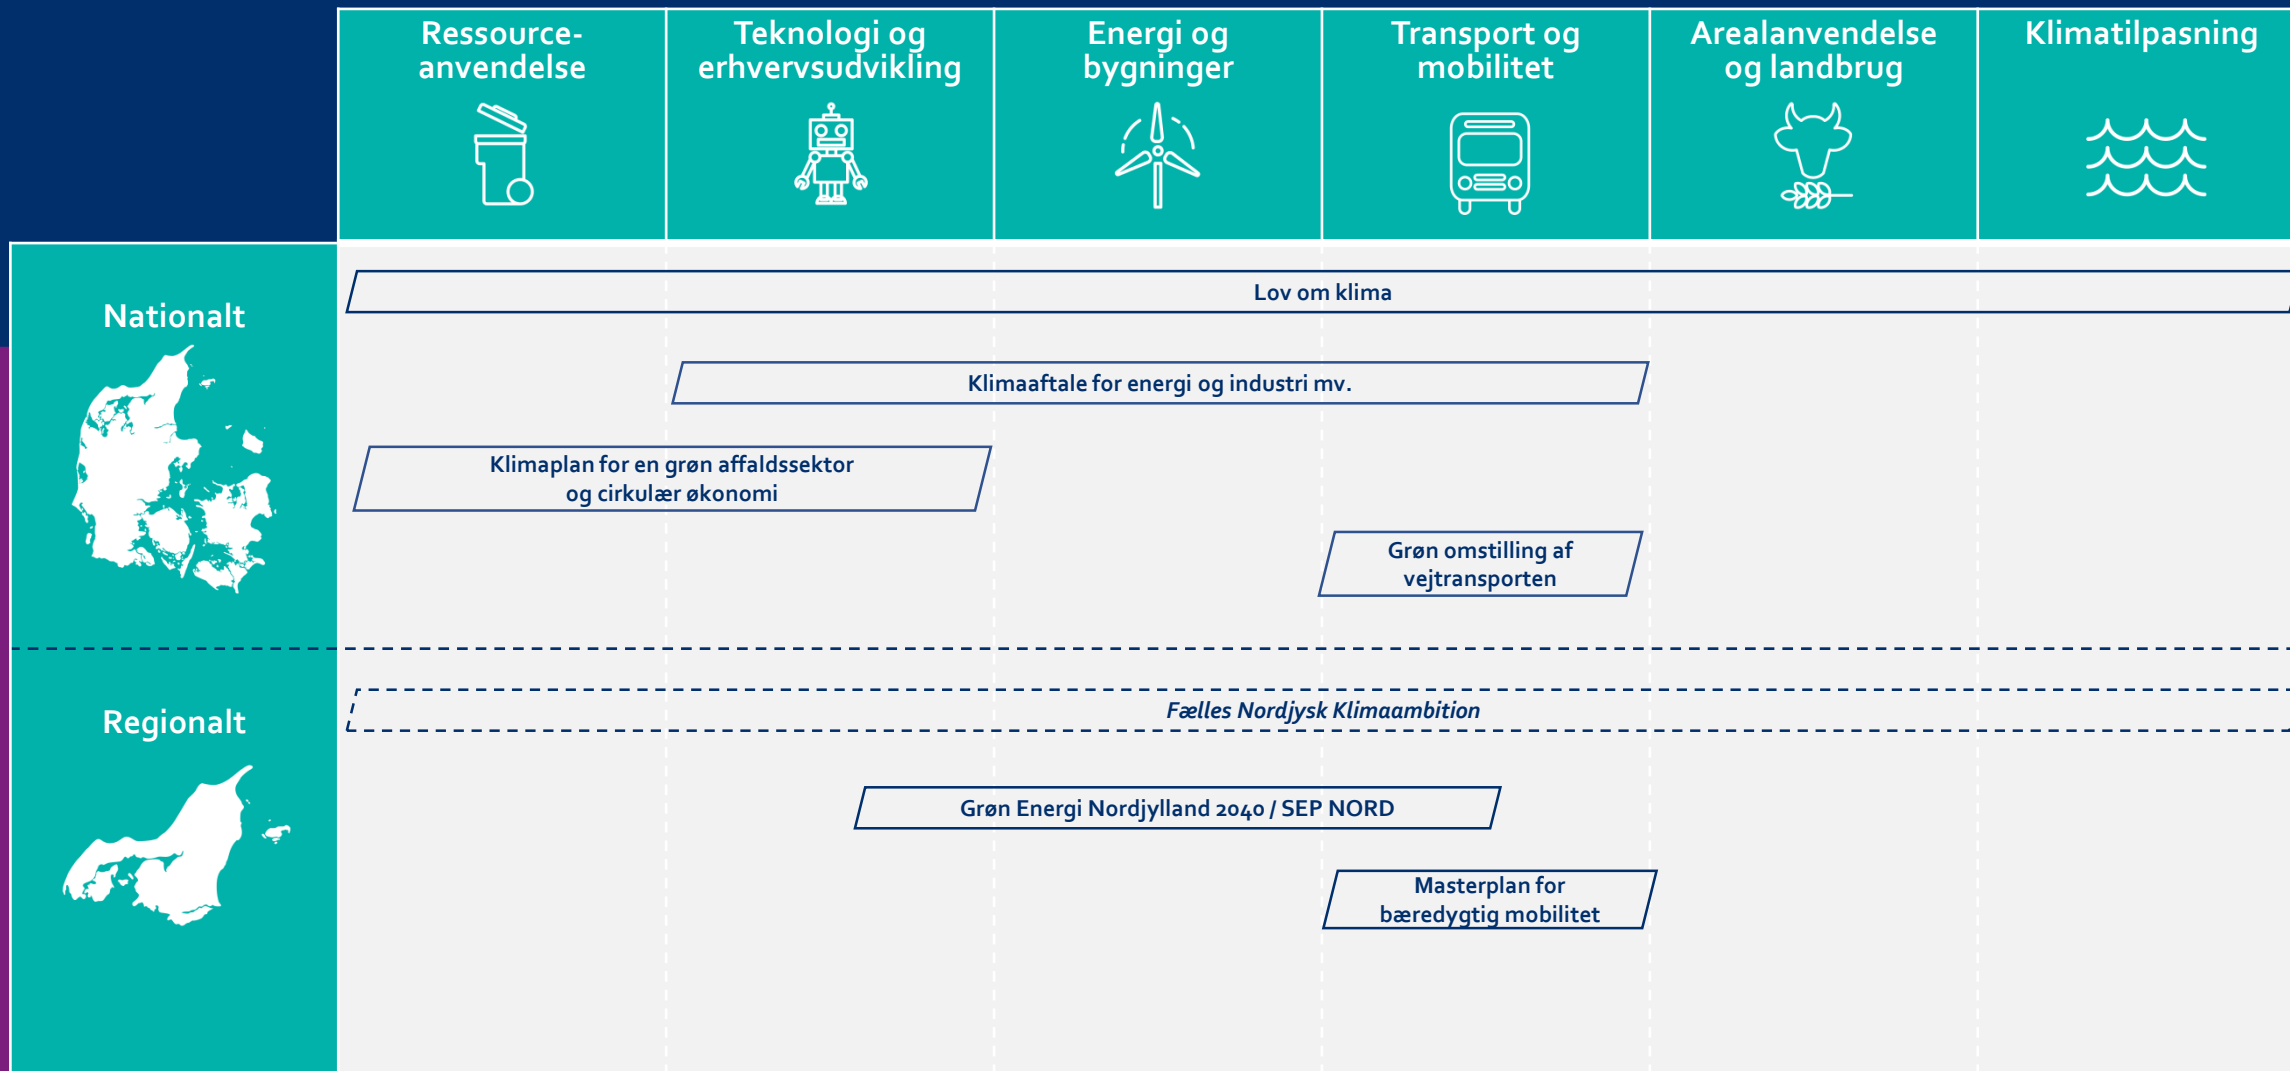 Ressource-
anvendelse
Teknologi og
erhvervsudvikling
Energi og
bygninger
Transport og
mobilitet
Arealanvendelse
og landbrug
Klimatilpasning
Nationalt
Lov om klima
Klimaaftale for energi og industri mv.
Klimaplan for en grøn affaldssektor
og cirkulær økonomi
Grøn omstilling af
vejtransporten
Regionalt
Fælles Nordjysk Klimaambition
Grøn Energi Nordjylland 2040 / SEP NORD
Masterplan for
bæredygtig mobilitet